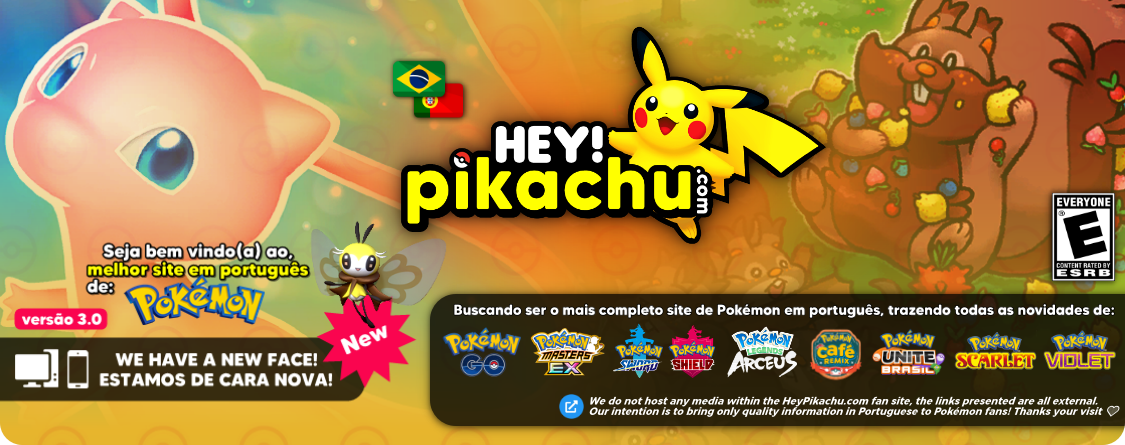 HEY!
pikachu.com
EVERYONE
E
®
CONTENT RATED BY
ESRB
Seja bem vindo(a) ao,
melhor site em português
de: POKéMON
versão 3.0
New
WE HAVE A NEW FACE!
ESTAMOS DE CARA NOVA!
Buscando ser o mais completo site de Pokémon em português, trazendo todas as novidades de:
POKéMON GO
POKéMON MASTERS EX
POKéMON SWORD
POKéMON SHIELD
POKéMON LEGENDS ARCEUS
POKéMON Café REMIX
POKéMON UNITE BRASIL
POKéMON SCARLET
POKéMON VIOLET
We do not host any media within the HeyPikachu.com fan site, the links presented are all external.
Our intention is to bring only quality information in Portuguese to Pokémon fans! Thanks your visit